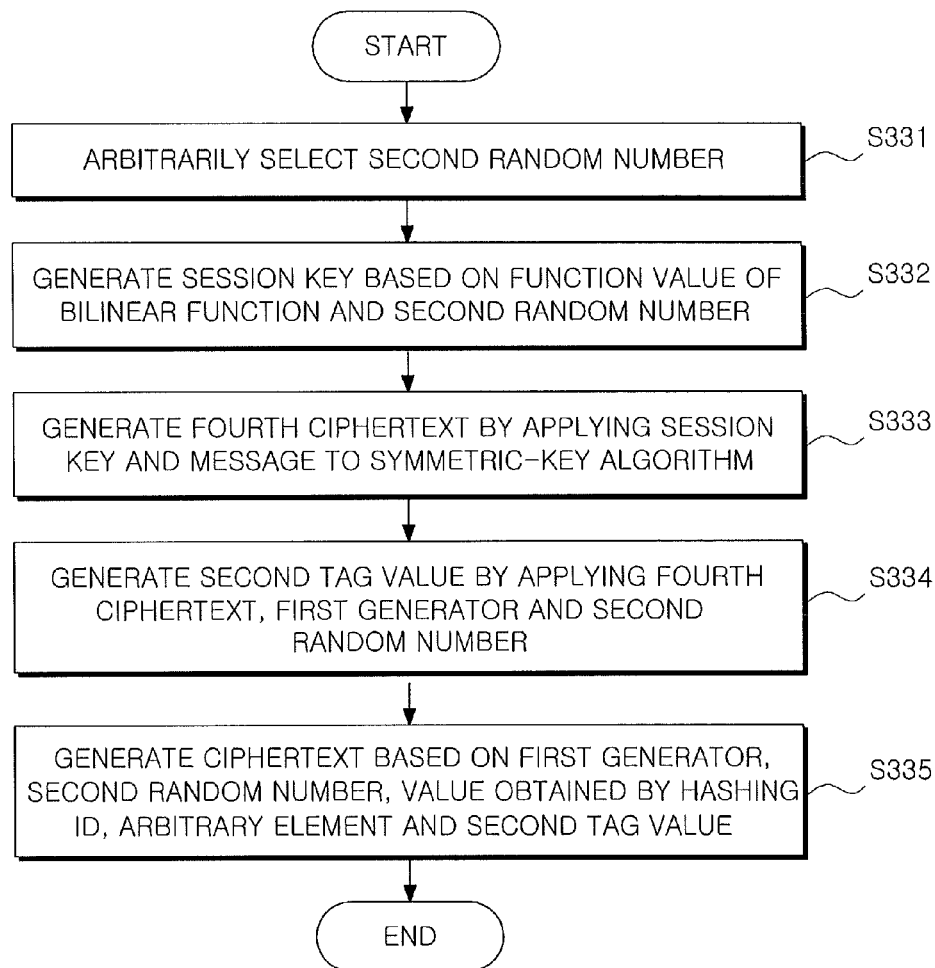 START
ARBITRARILY SELECT SECOND RANDOM NUMBER
S331
GENERATE SESSION KEY BASED ON FUNCTION VALUE OF
BILINEAR FUNCTION AND SECOND RANDOM NUMBER
S332
GENERATE FOURTH CIPHERTEXT BY APPLYING SESSION
KEY AND MESSAGE TO SYMMETRIC-KEY ALGORITHM
S333
GENERATE SECOND TAG VALUE BY APPLYING FOURTH
CIPHERTEXT, FIRST GENERATOR AND SECOND
RANDOM NUMBER
S334
GENERATE CIPHERTEXT BASED ON FIRST GENERATOR,
SECOND RANDOM NUMBER, VALUE OBTAINED BY HASHING
ID, ARBITRARY ELEMENT AND SECOND TAG VALUE
S335
END